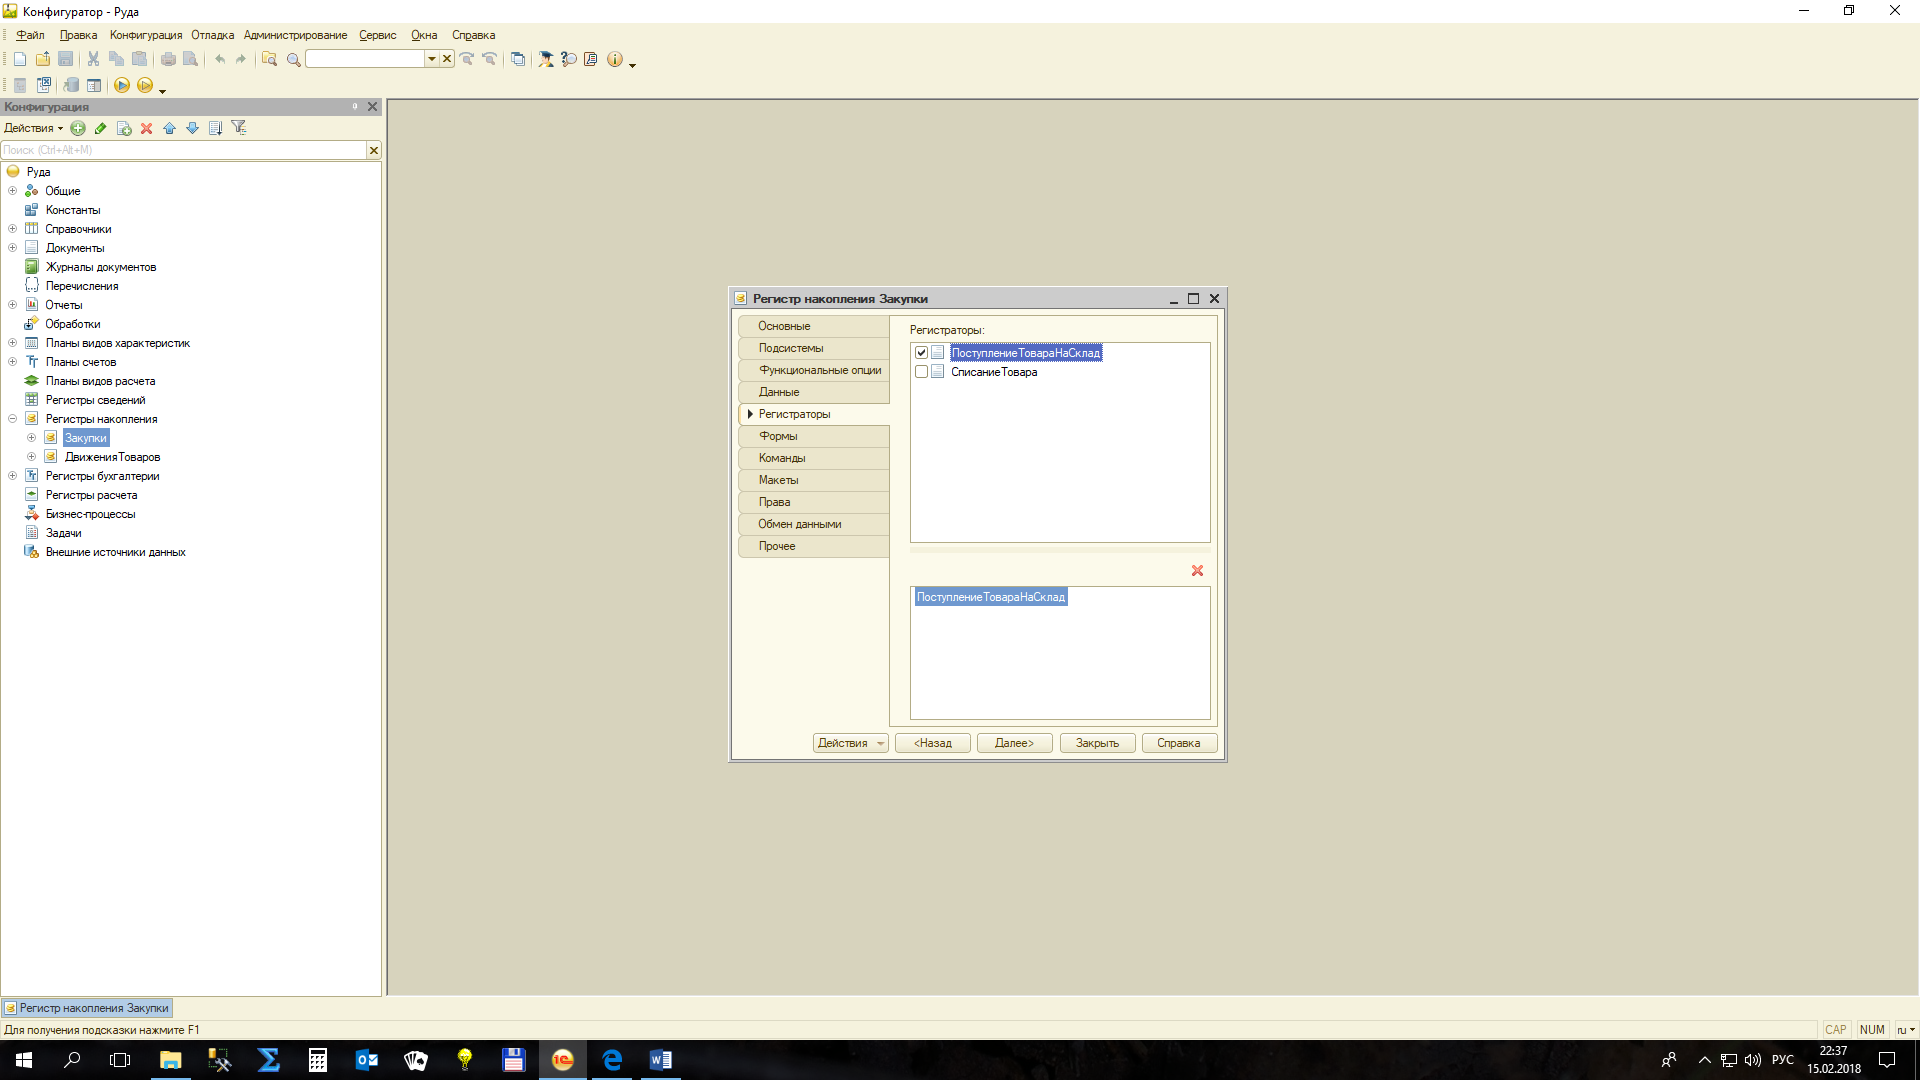 Конфигуратор - Руда
Файл Правка Конфигурация Отладка Администрирование Сервис Окна Справка
Конфигурация
Действия
Поиск (Ctrl+Alt+M)
Руда
Общие
Константы
Справочники
Документы
Журналы документов
Перечисления
Отчеты
Обработки
Планы видов характеристик
Планы счетов
Планы видов расчета
Регистры сведений
Регистры накопления
Закупки
ДвиженияТоваров
Регистры бухгалтерии
Регистры расчета
Бизнес-процессы
Задачи
Внешние источники данных
Регистр накопления Закупки
Основные
Подсистемы
Функциональные опции
Данные
Регистраторы
Формы
Команды
Макеты
Права
Обмен данными
Прочее
Регистраторы:
ПоступлениеТовараНаСклад
СписаниеТовара
ПоступлениеТовараНаСклад
Действия <Назад Далее> Закрыть Справка
Регистр накопления Закупки
Для получения подсказки нажмите F1
CAP NUM ru
РУС
22:37
15.02.2018